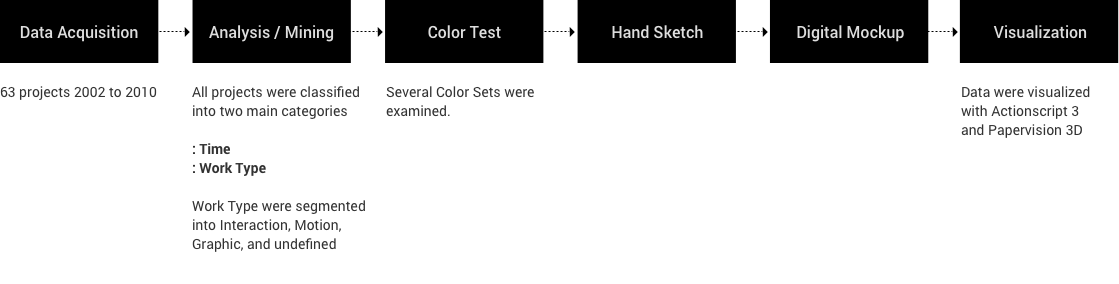 Data Acquisition
Analysis / Mining
Color Test
Hand Sketch
Digital Mockup
Visualization
63 projects 2002 to 2010
All projects were classified
into two main categories
: Time
: Work Type
Work Type were segmented
into Interaction, Motion,
Graphic, and undefined
Several Color Sets were
examined.
Data were visualized
with Actionscript 3
and Papervision 3D